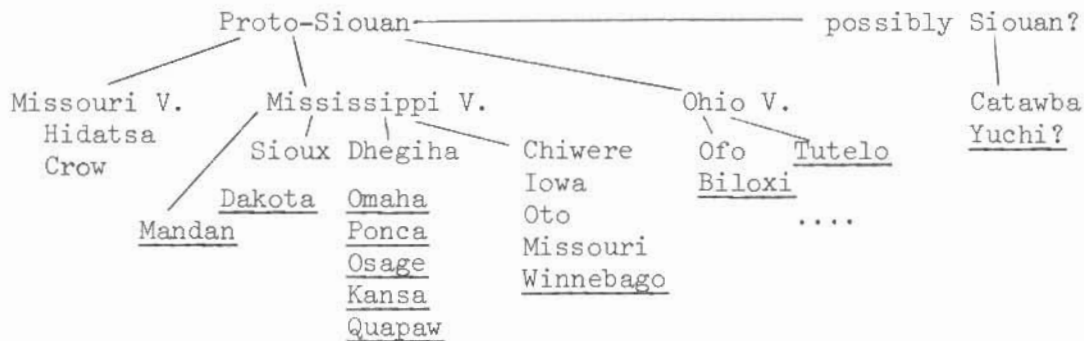 Proto-Siouan possibly Siouan?
Missouri V. Mississippi V. Ohio V. Catawba
Hidatsa Sioux Dhegiha Chiwere Ofo Tutelo Yuchi?
Crow Iowa Biloxi
Dakota Omaha Oto ....
Mandan Ponca Missouri
Osage Winnebago
Kansa
Quapaw